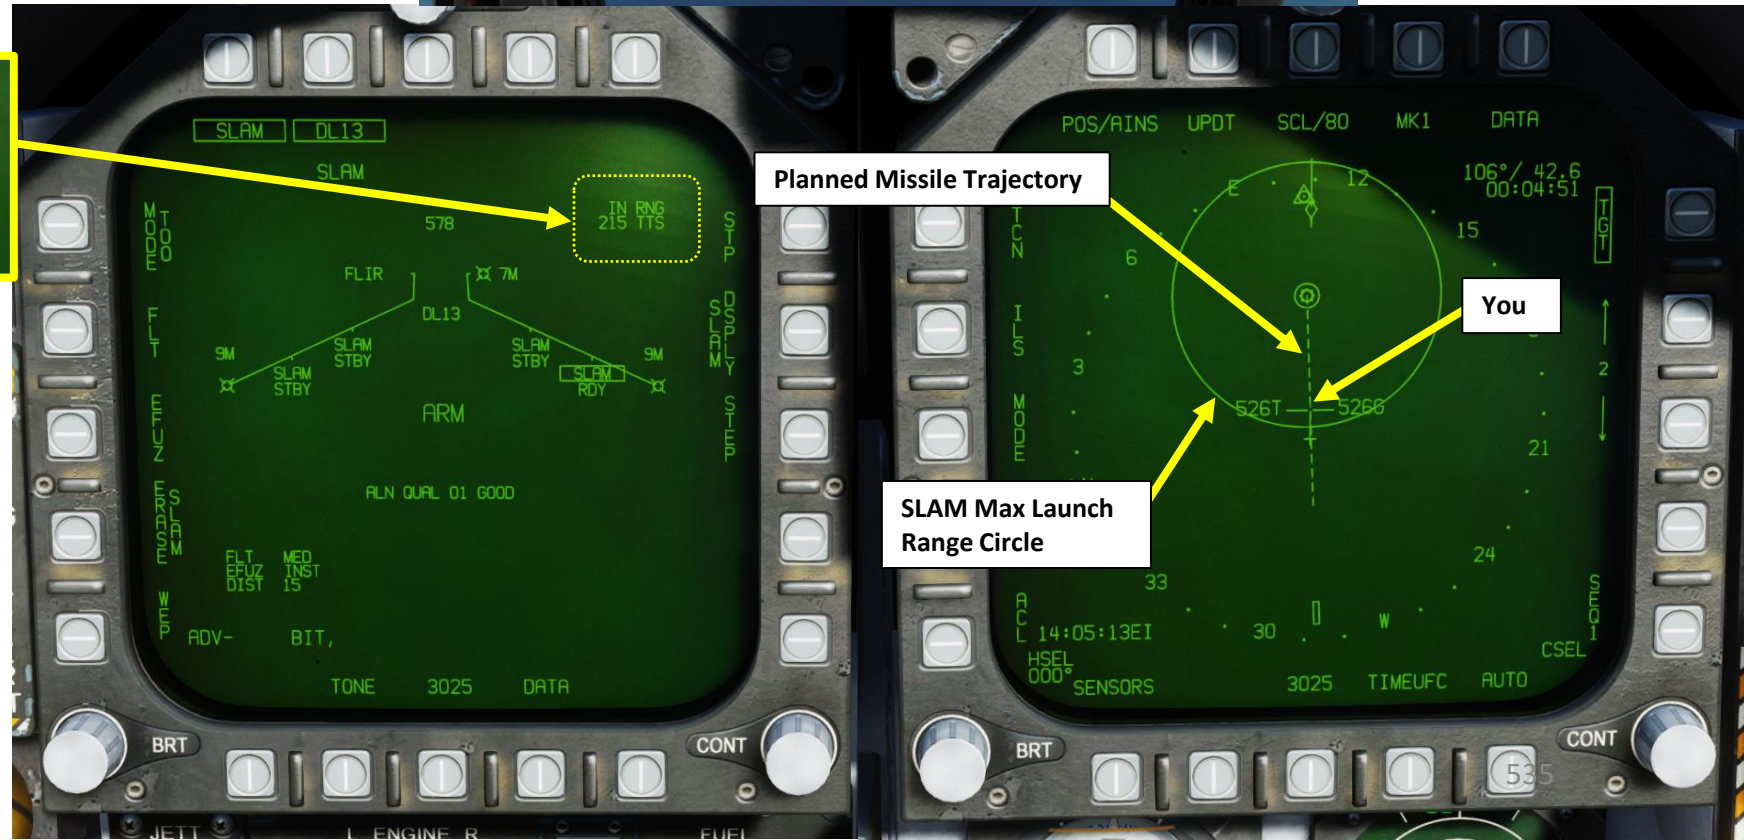 SLAM DL13
SLAM
MODE
TOO
578
IN RNG
215 TTS
STP
FLIR
7M
DL13
FLT
SLAM
DSPLY
9M
SLAM
STBY
SLAM
STBY
9M
SLAM
STBY
SLAM
RDY
EFUZ
ARM
STEP
ALN QUAL 01 GOOD
ERASE
SLAM
FLT MED
EFUZ INST
DIST 15
WEP
ADV- BIT,
TONE 3025 DATA
BRT
CONT
JETT
L ENGINE R
FUEL
POS/AINS UPDT SCL/80 MK1 DATA
106°/ 42.6
00:04:51
TGT
Planned Missile Trajectory
E
12
TCN
15
6
You
ILS
3
2
MODE
526T
526G
21
SLAM Max Launch
Range Circle
24
33
ACL
SEQ1
14:05:13EI
30
W
HSEL
000°
CSEL
SENSORS 3025 TIMEUFC AUTO
BRT
CONT
535